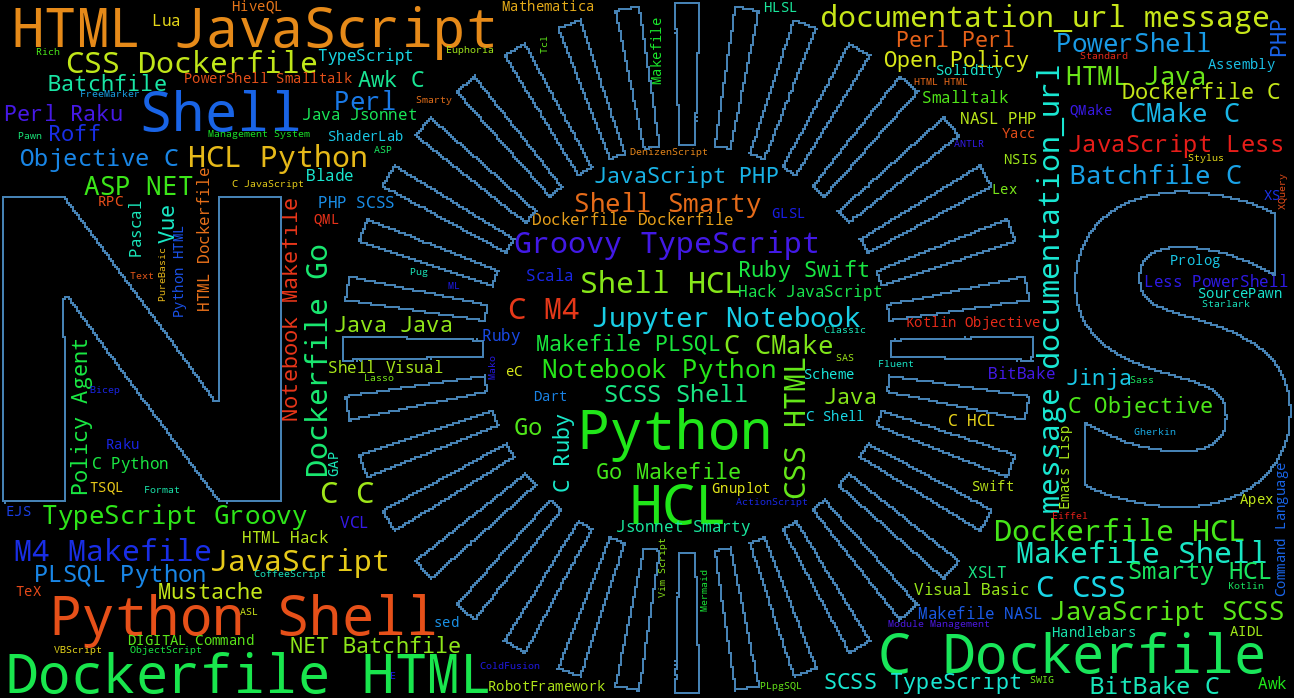 HTML JavaScript
Lua
HiveQL
Mathematica
Makefile
HLSL
documentation_url message
PHP
Rich
CSS Dockerfile
TypeScript
Euphoria
Tcl
Perl Perl
PowerShell
Open Policy
Standard
Assembly
Batchfile
PowerShell Smalltalk
Awk C
Solidity
HTML HTML
HTML Java
FreeMarker
Perl
Smarty
Smalltalk
Dockerfile C
Perl Raku
Shell
Java Jsonnet
QMake
CMake C
NASL PHP
Pawn
Roff
Management System
ShaderLab
Yacc
ANTLR
JavaScript Less
Objective C
HCL Python
ASP
DenizenScript
NSIS
Stylus
ASP NET
C JavaScript
Blade
JavaScript PHP
Batchfile C
Lex
XS
XQuery
RPC
Pascal
Vue
HTML Dockerfile
Notebook Makefile
PHP SCSS
QML
Shell Smarty
Dockerfile Dockerfile
GLSL
documentation_url
Python HTML
PureBasic
Text
Dockerfile Go
Groovy TypeScript
Pug
ML
Scala
Shell HCL
Ruby Swift
Hack JavaScript
Prolog
Less PowerShell
SourcePawn
Starlark
C M4
Jupyter Notebook
Classic
Kotlin Objective
Java Java
Ruby
Makefile PLSQL
C CMake
SAS
Shell Visual
Lasso
Mako
eC
Notebook Python
Scheme
Fluent
BitBake
Jinja
Sass
Policy Agent
Bicep
Dart
SCSS Shell
CSS HTML
Java
C Shell
C HCL
C Objective
message
Gherkin
Raku
C Python
Go
C Ruby
Python
Emacs Lisp
GAP
TSQL
Format
C C
Go Makefile
Gnuplot
Swift
Command Language
Apex
EJS
TypeScript Groovy
VCL
HCL
ActionScript
Eiffel
Jsonnet Smarty
Dockerfile HCL
M4 Makefile
HTML Hack
JavaScript
Makefile Shell
PLSQL Python
CoffeeScript
Vim Script
Mermaid
XSLT
Smarty HCL
TeX
Mustache
Visual Basic
C CSS
Kotlin
Python Shell
ASL
sed
Makefile NASL
JavaScript SCSS
Module Management
DIGITAL Command
NET Batchfile
Handlebars
AIDL
VBScript
ObjectScript
C Dockerfile
Dockerfile HTML
E
ColdFusion
RobotFramework
PLpgSQL
SCSS TypeScript
SWIG
BitBake C
Awk